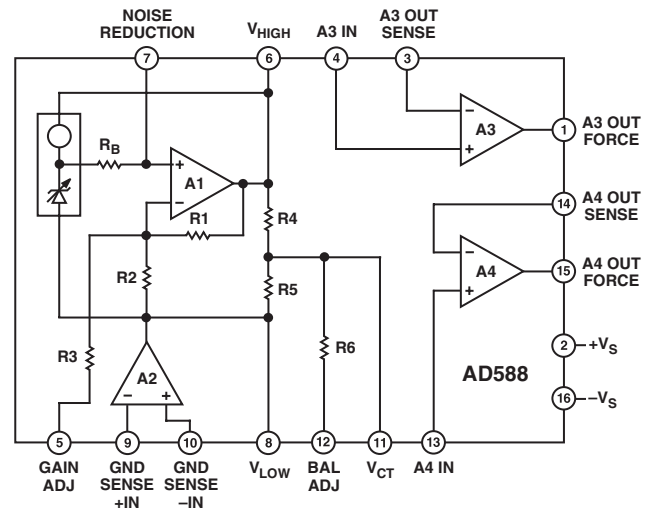 NOISE
REDUCTION
VHIGH
A3 IN
A3 OUT
SENSE
7
6
4
3
RB
A1
+
–
R1
R4
A3
–
+
1
A3 OUT
FORCE
14
A4 OUT
SENSE
R2
R5
A4
–
+
15
A4 OUT
FORCE
R3
A2
–
+
R6
2
+VS
AD588
16
–VS
5
9
10
8
12
11
13
GAIN
ADJ
GND
SENSE
+IN
GND
SENSE
–IN
VLOW
BAL
ADJ
VCT
A4 IN